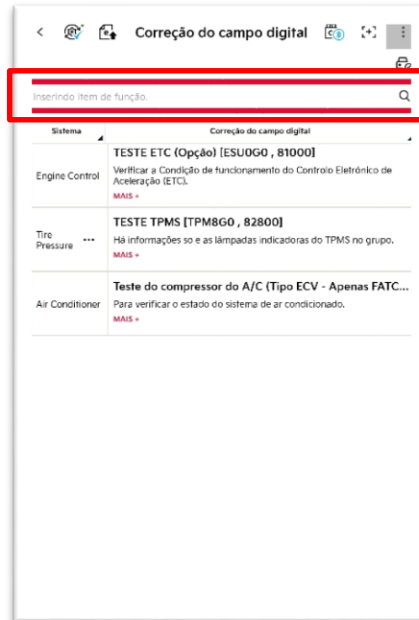 Correção do campo digital
Inserindo item de função.
Sistema
Correção do campo digital
Engine Control
TESTE ETC (Opção) [ESU0G0 , 81000]
Verificar a Condição de funcionamento do Controlo Eletrónico de
Aceleração (ETC).
MAIS +
Tire
Pressure
...
TESTE TPMS [TPM8G0 , 82800]
Há informações so e as lâmpadas indicadoras do TPMS no grupo.
MAIS +
Air Conditioner
Teste do compressor do A/C (Tipo ECV - Apenas FATC...
Para verificar o estado do sistema de ar condicionado.
MAIS +